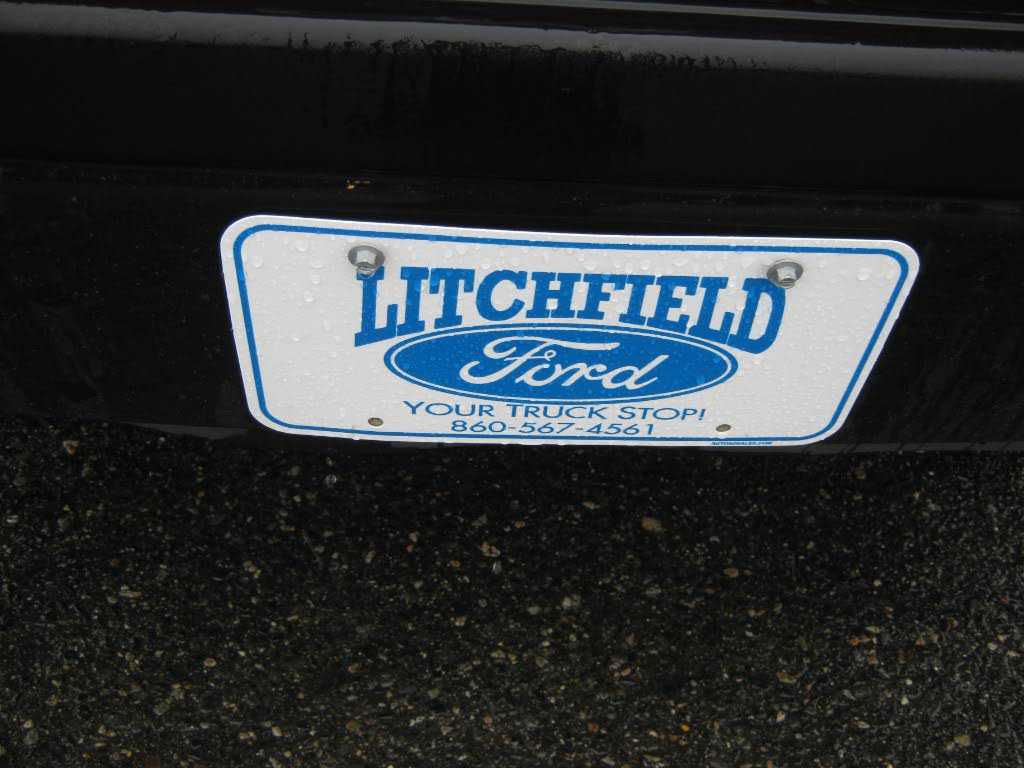 LITCHFIELD
Ford
YOUR TRUCK STOP!
860-567-4561